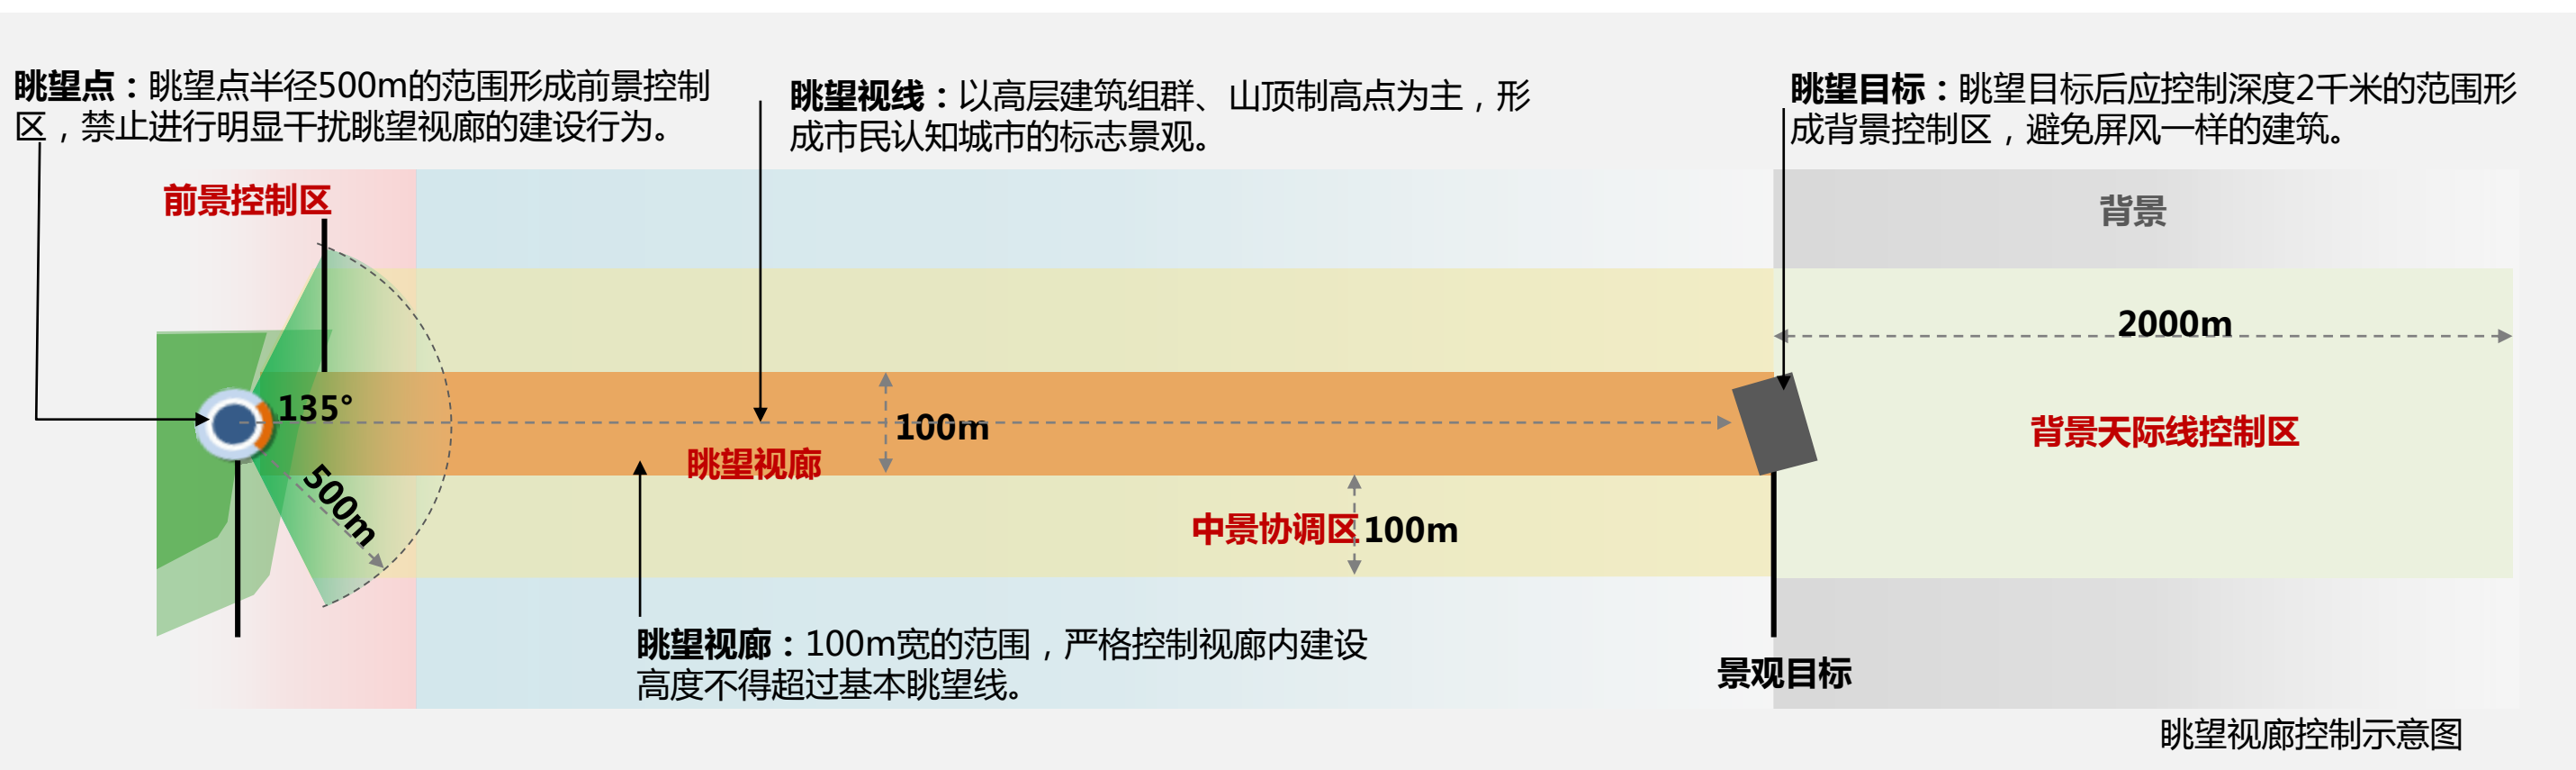 眺望点：眺望点半径500m的范围形成前景控制
区，禁止进行明显干扰眺望视廊的建设行为。
眺望视线：以高层建筑组群、山顶制高点为主，形
成市民认知城市的标志景观。
眺望目标：眺望目标后应控制深度2千米的范围形
成背景控制区，避免屏风一样的建筑。
前景控制区
背景
2000m
135°
100m
眺望视廊
背景天际线控制区
500m
中景协调区
100m
眺望视廊：100m宽的范围，严格控制视廊内建设
高度不得超过基本眺望线。
景观目标
眺望视廊控制示意图